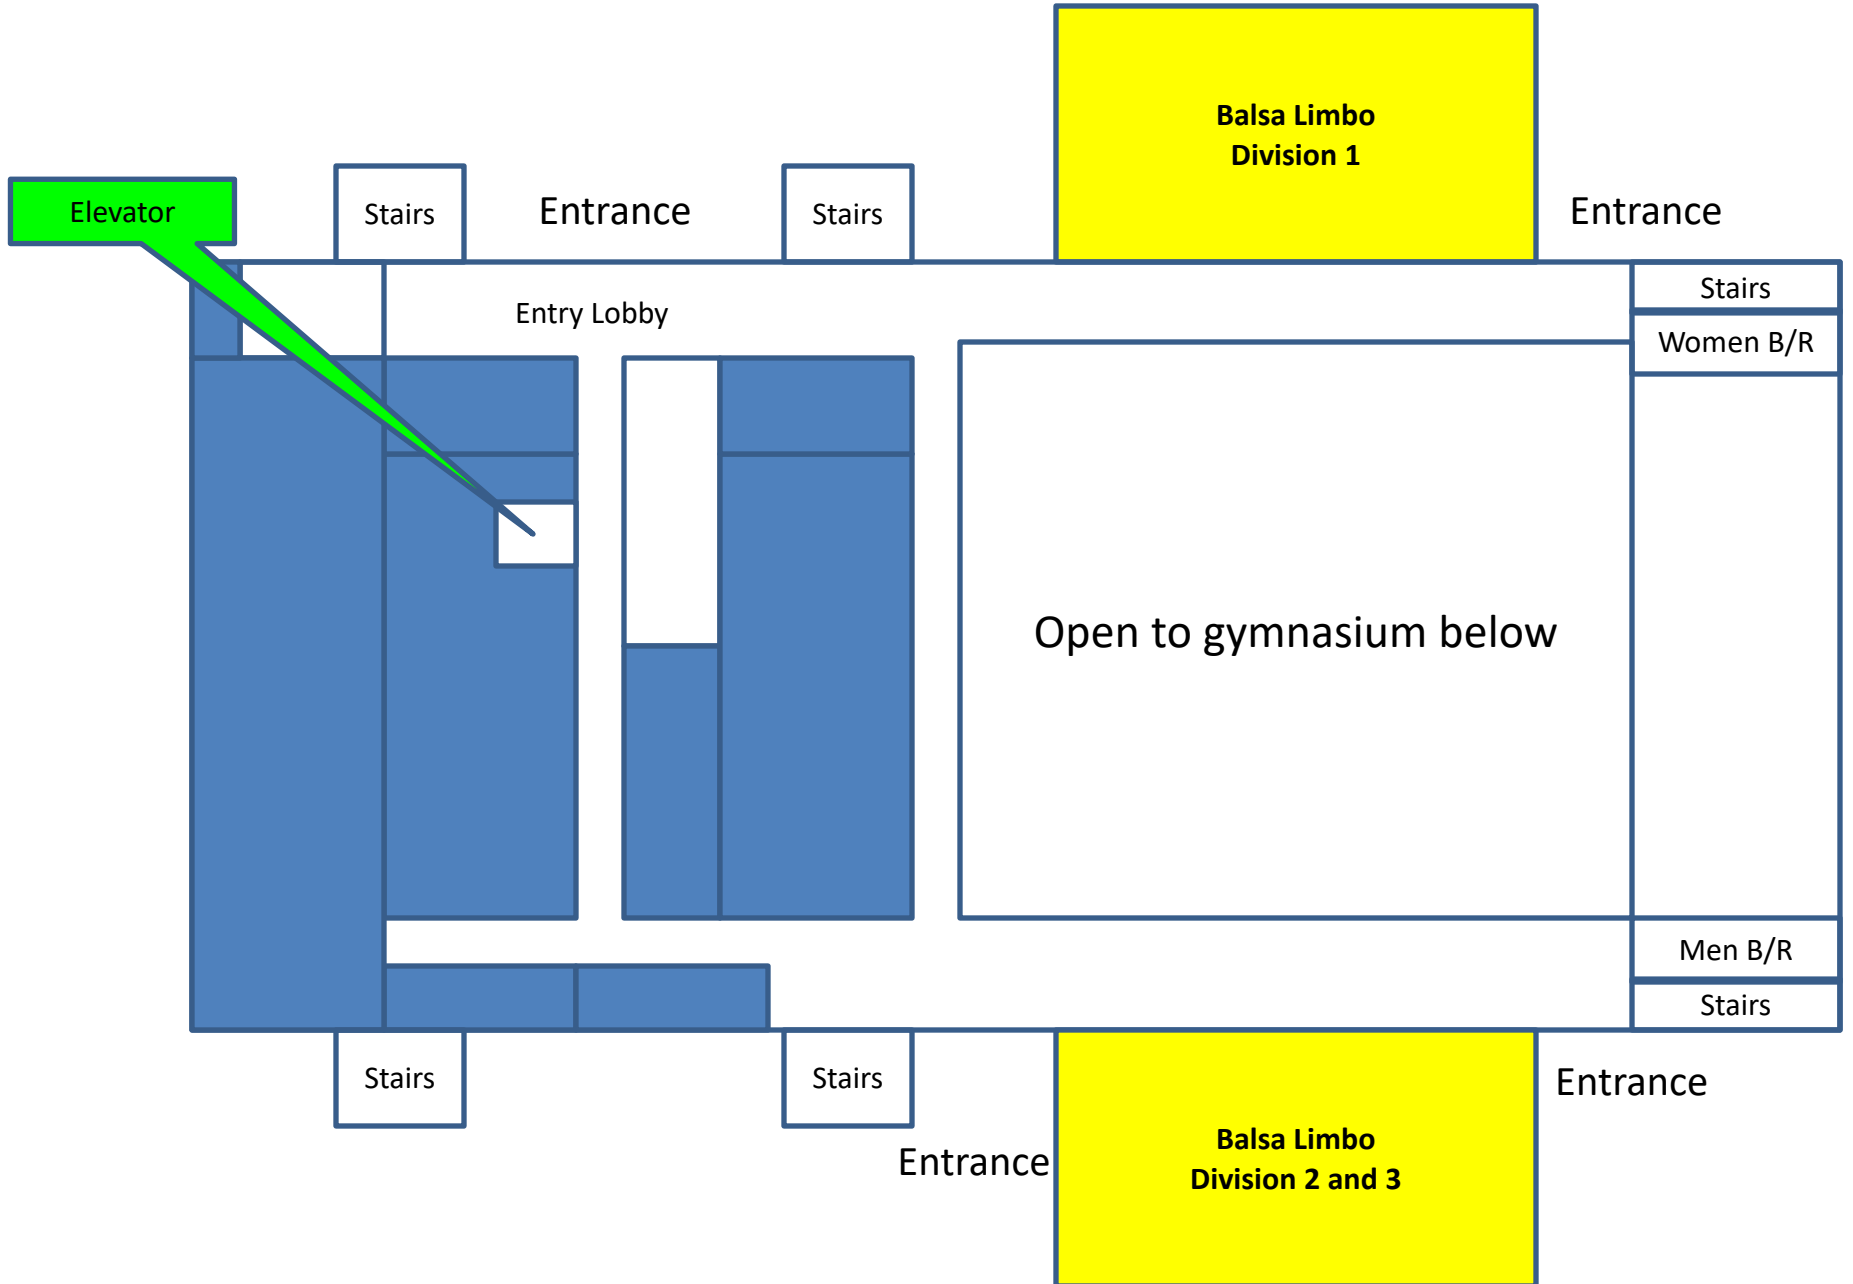 Balsa Limbo
Division 1
Elevator
Stairs
Entrance
Stairs
Entrance
Stairs
Entry Lobby
Women B/R
Open to gymnasium below
Men B/R
Stairs
Stairs
Stairs
Entrance
Entrance
Balsa Limbo
Division 2 and 3